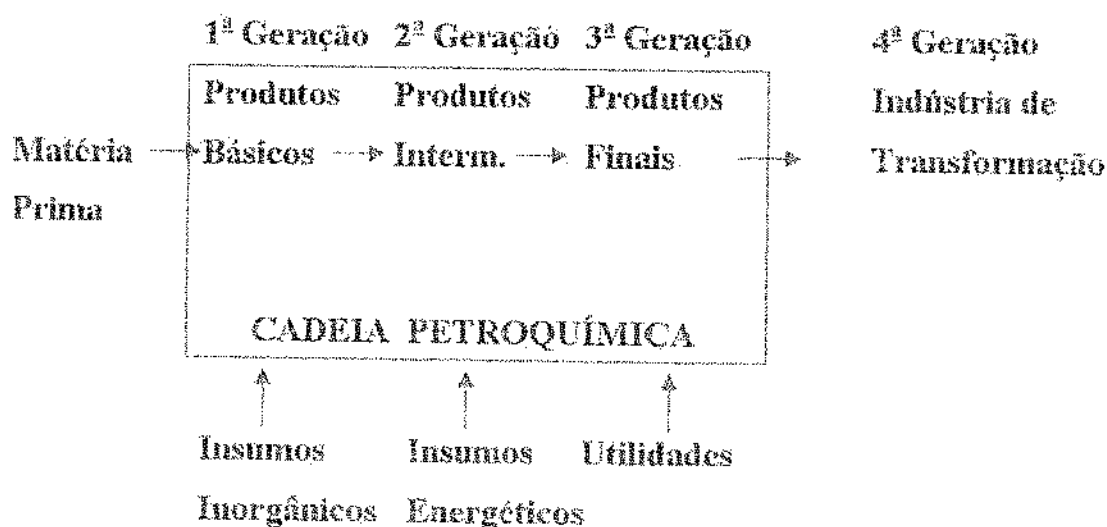 1ª Geração 2ª Geração 3ª Geração 4ª Geração
Produtos Produtos Produtos Indústria de
Matéria Básicos Interm. Finais Transformação
Prima
CADEIA PETROQUÍMICA
Insumos Insumos Utilidades
Inorgânicos Energéticos